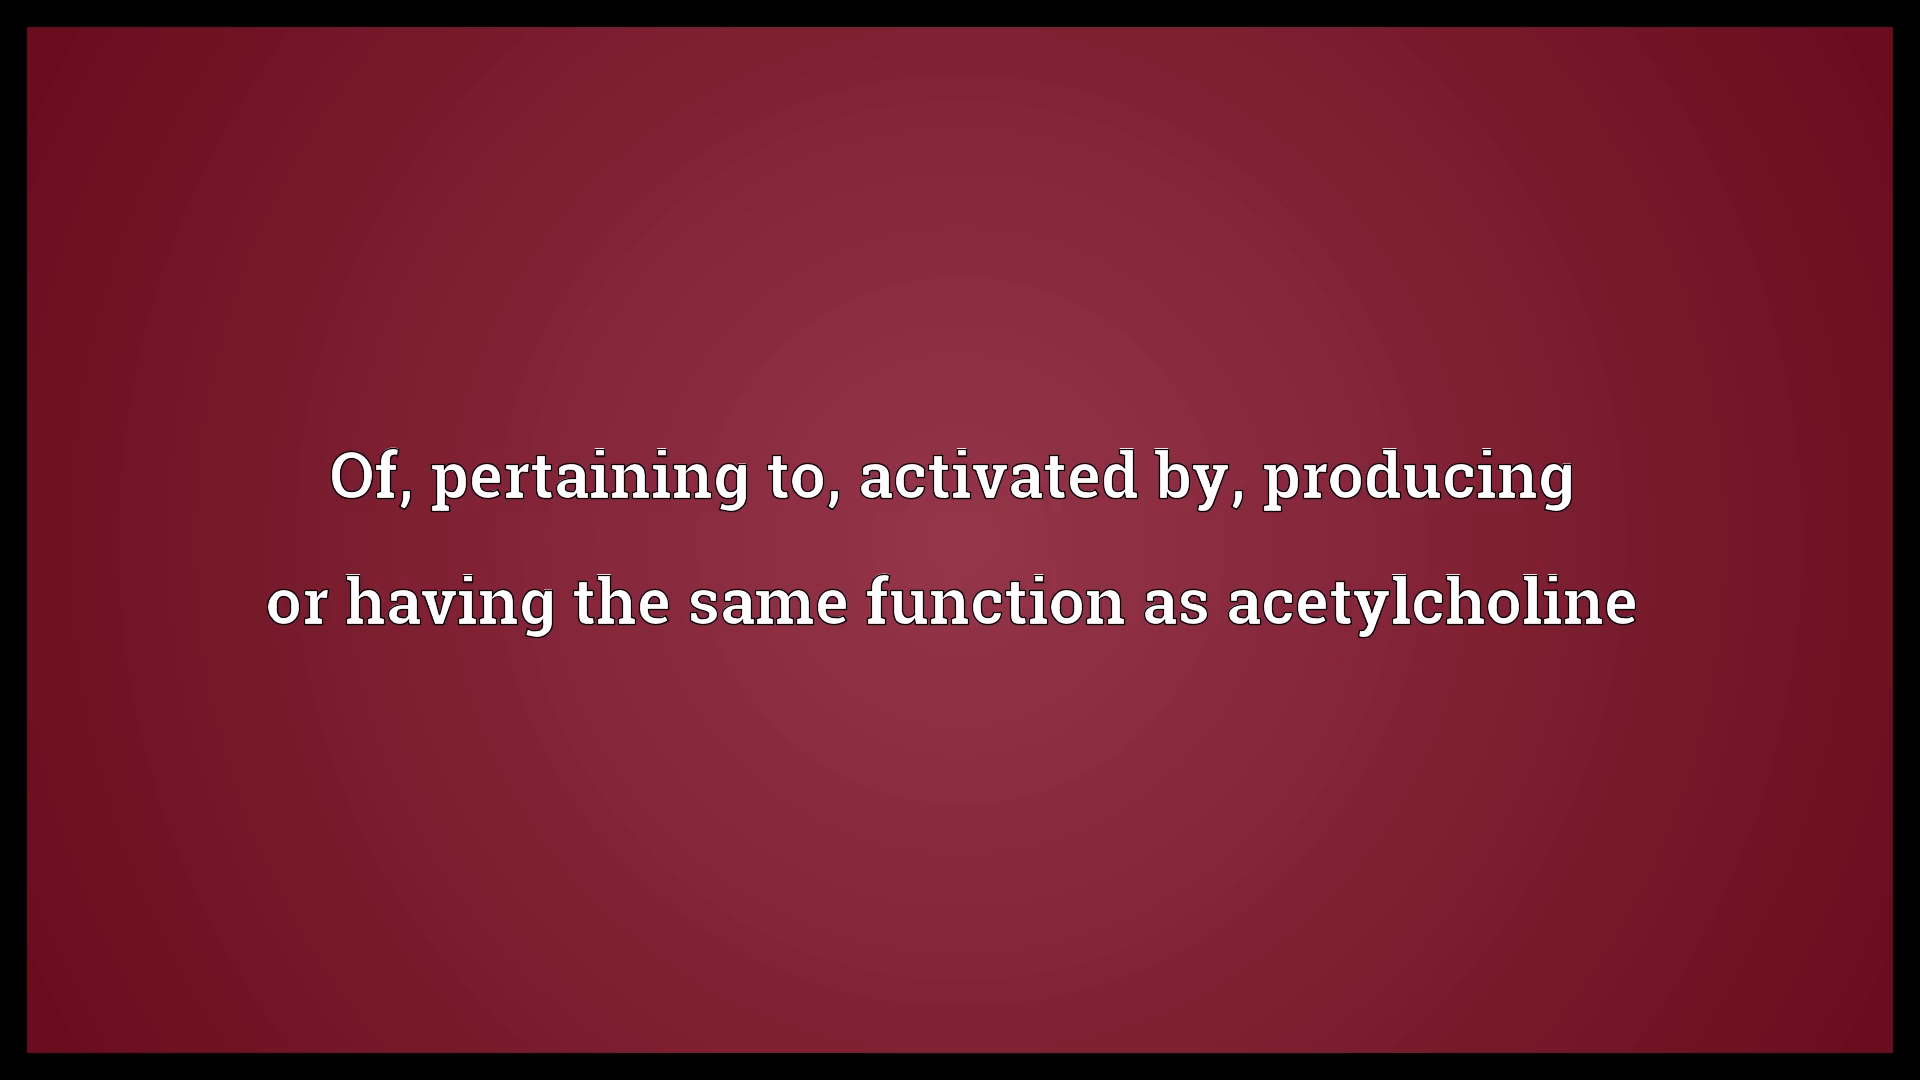 Of, pertaining to, activated by, producing
or having the same function as acetylcholine